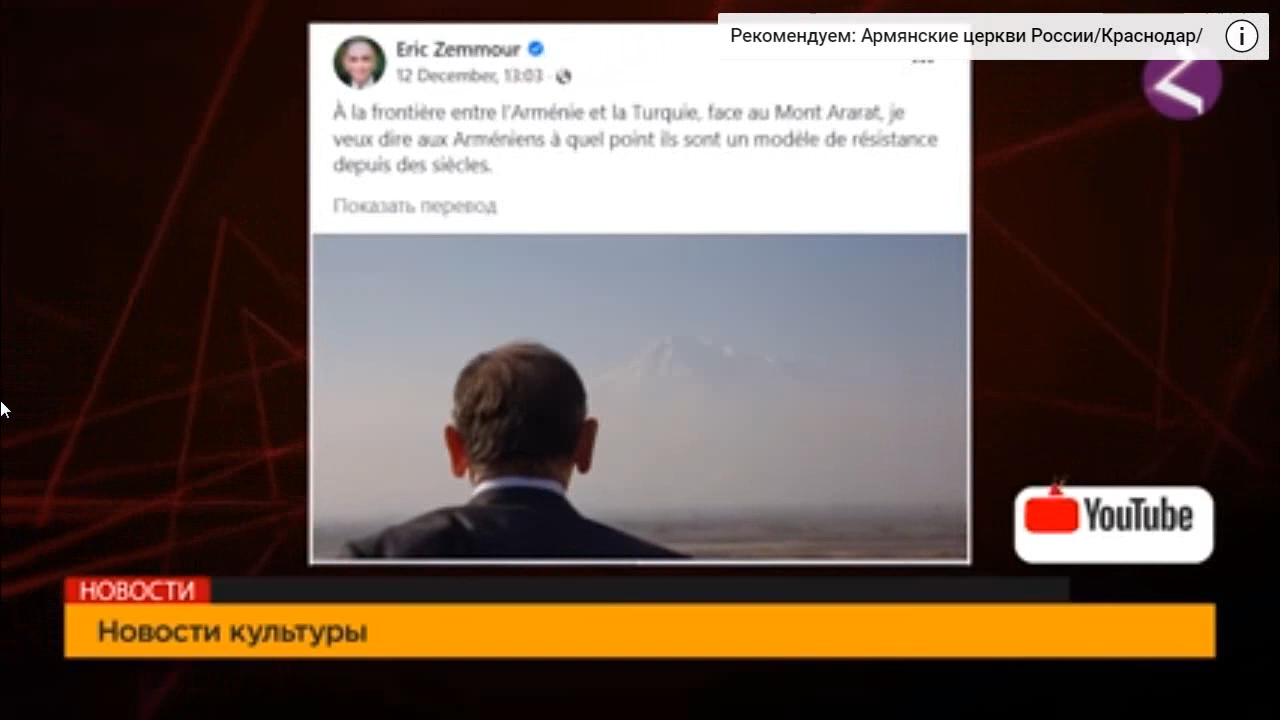 Рекомендуем: Армянские церкви России/Краснодар/
Eric Zemmour
12 December, 13:03
À la frontière entre l'Arménie et la Turquie, face au Mont Ararat, je
veux dire aux Arméniens à quel point ils sont un modèle de résistance
depuis des siècles.
Показать перевод
YouTube
НОВОСТИ
Новости культуры